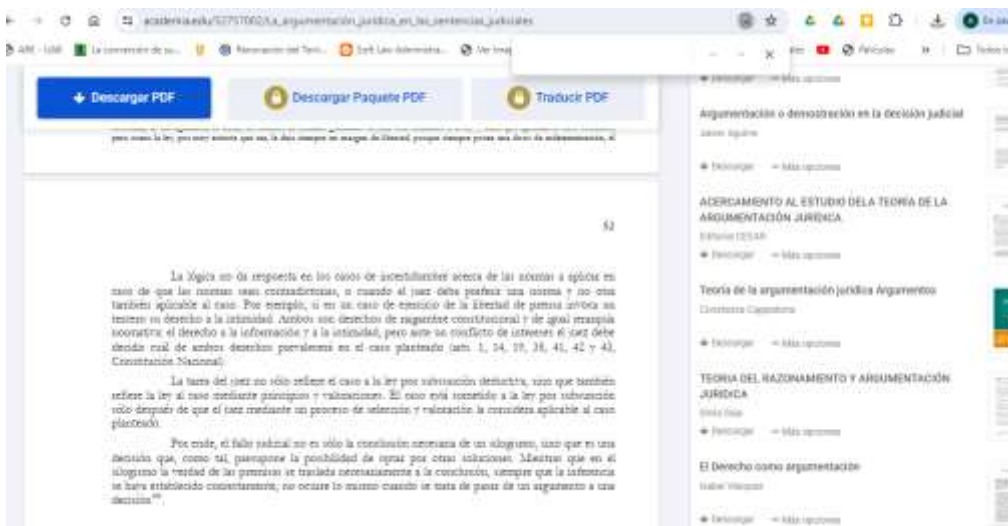 academia.edu/52757002/La_argumentación_jurídica_en_las_sentencias_judiciales
Descargar PDF
Descargar Paquete PDF
Traducir PDF
52
La lógica no da respuesta en los casos de incertidumbre acerca de las normas a aplicar en
caso de que las normas sean contradictorias, o cuando el juez deba preferir una norma y no otra
también aplicable al caso. Por ejemplo, si en un caso de ejercicio de la libertad de prensa invoca un
tercero su derecho a la intimidad. Ambos son derechos de raigambre constitucional y de igual jerarquía
normativa: el derecho a la información y a la intimidad, pero ante un conflicto de intereses el juez debe
decidir cuál de ambos derechos prevalecerá en el caso planteado (arts. 1, 14, 19, 38, 41, 42 y 43,
Constitución Nacional)
La tarea del juez no sólo refiere el caso a la ley por subsunción deductiva, sino que también
refiere la ley al caso mediante principios y valoraciones. El caso está sometido a la ley por subsunción
sólo después de que el juez mediante un proceso de selección y valoración la considera aplicable al caso
planteado.
Por ende, el fallo judicial no es sólo la conclusión necesaria de un silogismo, sino que es una
decisión que, como tal, presupone la posibilidad de optar por otras soluciones. Mientras que en el
silogismo la verdad de las premisas se traslada necesariamente a la conclusión, siempre que la inferencia
se haya establecido correctamente, no ocurre lo mismo cuando se trata de pasar de un argumento a una
decisión
Descargar Más opciones
Argumentación o demostración en la decisión judicial
Descargar Más opciones
ACERCAMIENTO AL ESTUDIO DELA TEORÍA DE LA
ARGUMENTACIÓN JURÍDICA.
Descargar Más opciones
Teoría de la argumentación jurídica Argumentos
Descargar Más opciones
TEORIA DEL RAZONAMIENTO Y ARGUMENTACIÓN
JURÍDICA
Descargar Más opciones
El Derecho como argumentación
Descargar Más opciones